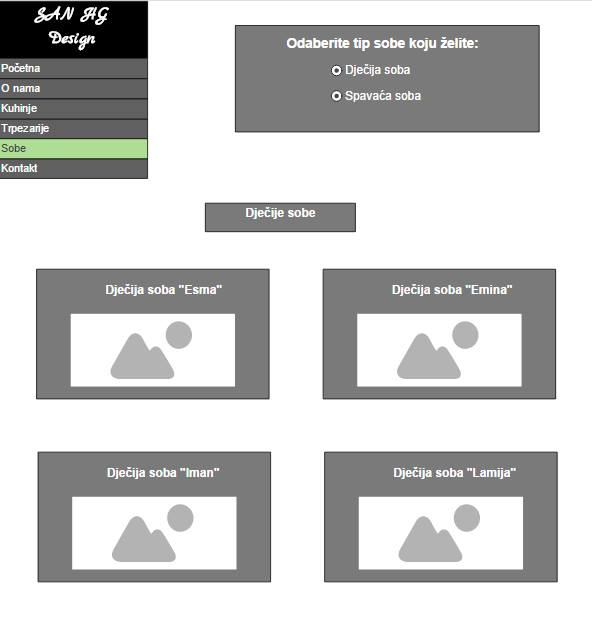 SAN HG
Design
Početna
O nama
Kuhinje
Trpezarije
Sobe
Kontakt
Odaberite tip sobe koju želite:
Dječija soba
Spavaća soba
Dječije sobe
Dječija soba "Esma"
Dječija soba "Emina"
Dječija soba "Iman"
Dječija soba "Lamija"